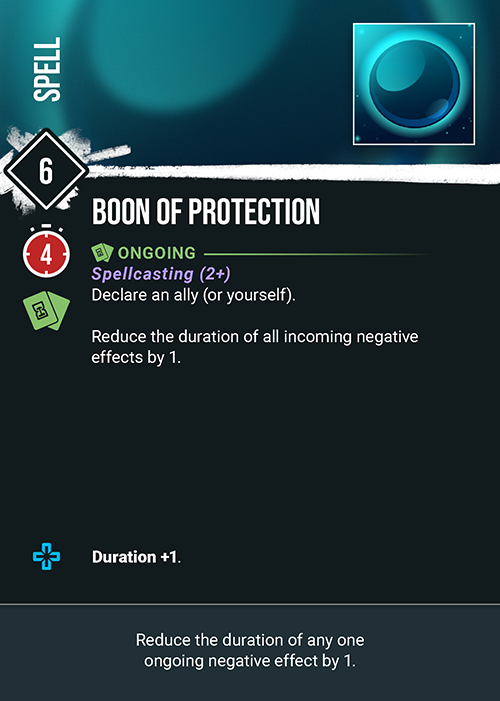 SPELL
6
BOON OF PROTECTION
4
ONGOING
Spellcasting (2+)
Declare an ally (or yourself).
Reduce the duration of all incoming negative
effects by 1.
Duration +1.
Reduce the duration of any one
ongoing negative effect by 1.